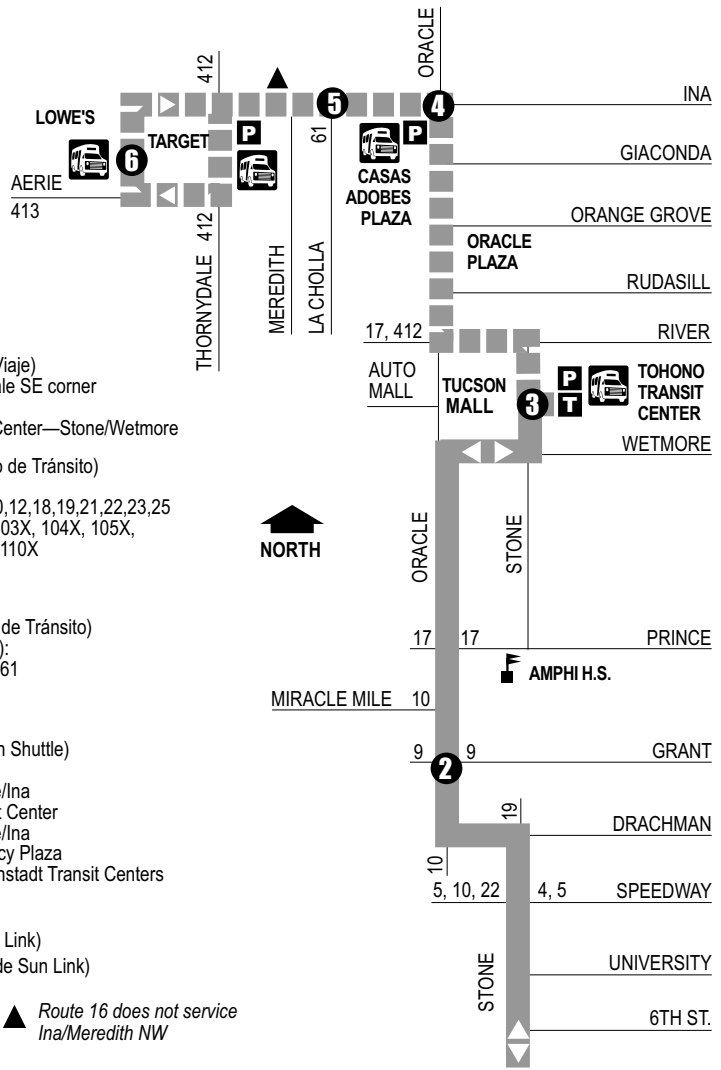 412
ORACLE
5
4
INA
LOWE'S
TARGET
P
61
P
6
GIACONDA
CASAS
ADOBES
PLAZA
AERIE
413
412
ORANGE GROVE
ORACLE
PLAZA
THORNYDALE
MEREDITH
LA CHOLLA
RUDASILL
17, 412
RIVER
Viaje)
ale SE corner
AUTO
MALL
TUCSON
MALL
3
P
T
TOHONO
TRANSIT
CENTER
Center—Stone/Wetmore
WETMORE
o de Tránsito)
0,12,18,19,21,22,23,25
03X, 104X, 105X,
110X
NORTH
ORACLE
STONE
de Tránsito)
):
61
17
17
PRINCE
AMPHI H.S.
MIRACLE MILE
10
n Shuttle)
9
2
9
GRANT
e/Ina
t Center
e/Ina
cy Plaza
nstadt Transit Centers
19
DRACHMAN
10
5, 10, 22
4, 5
SPEEDWAY
Link)
de Sun Link)
STONE
UNIVERSITY
Route 16 does not service
Ina/Meredith NW
6TH ST.